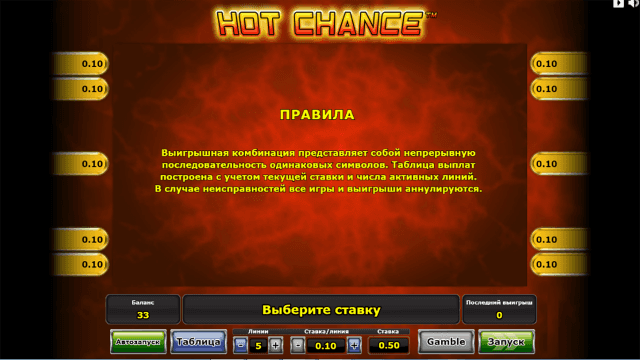 HOT CHANCE™
0.10 0.10
0.10 0.10
ПРАВИЛА
Выигрышная комбинация представляет собой непрерывную
последовательность одинаковых символов. Таблица выплат
0.10 0.10
построена с учетом текущей ставки и числа активных линий.
В случае неисправностей все игры и выигрыши аннулируются.
0.10 0.10
0.10 0.10
Баланс
33
Выберите ставку
Последний выигрыш
0
Автозапуск
Таблица
Линии
- 5 +
Ставка/линия
- 0.10 +
Ставка
0.50
Gamble
Запуск